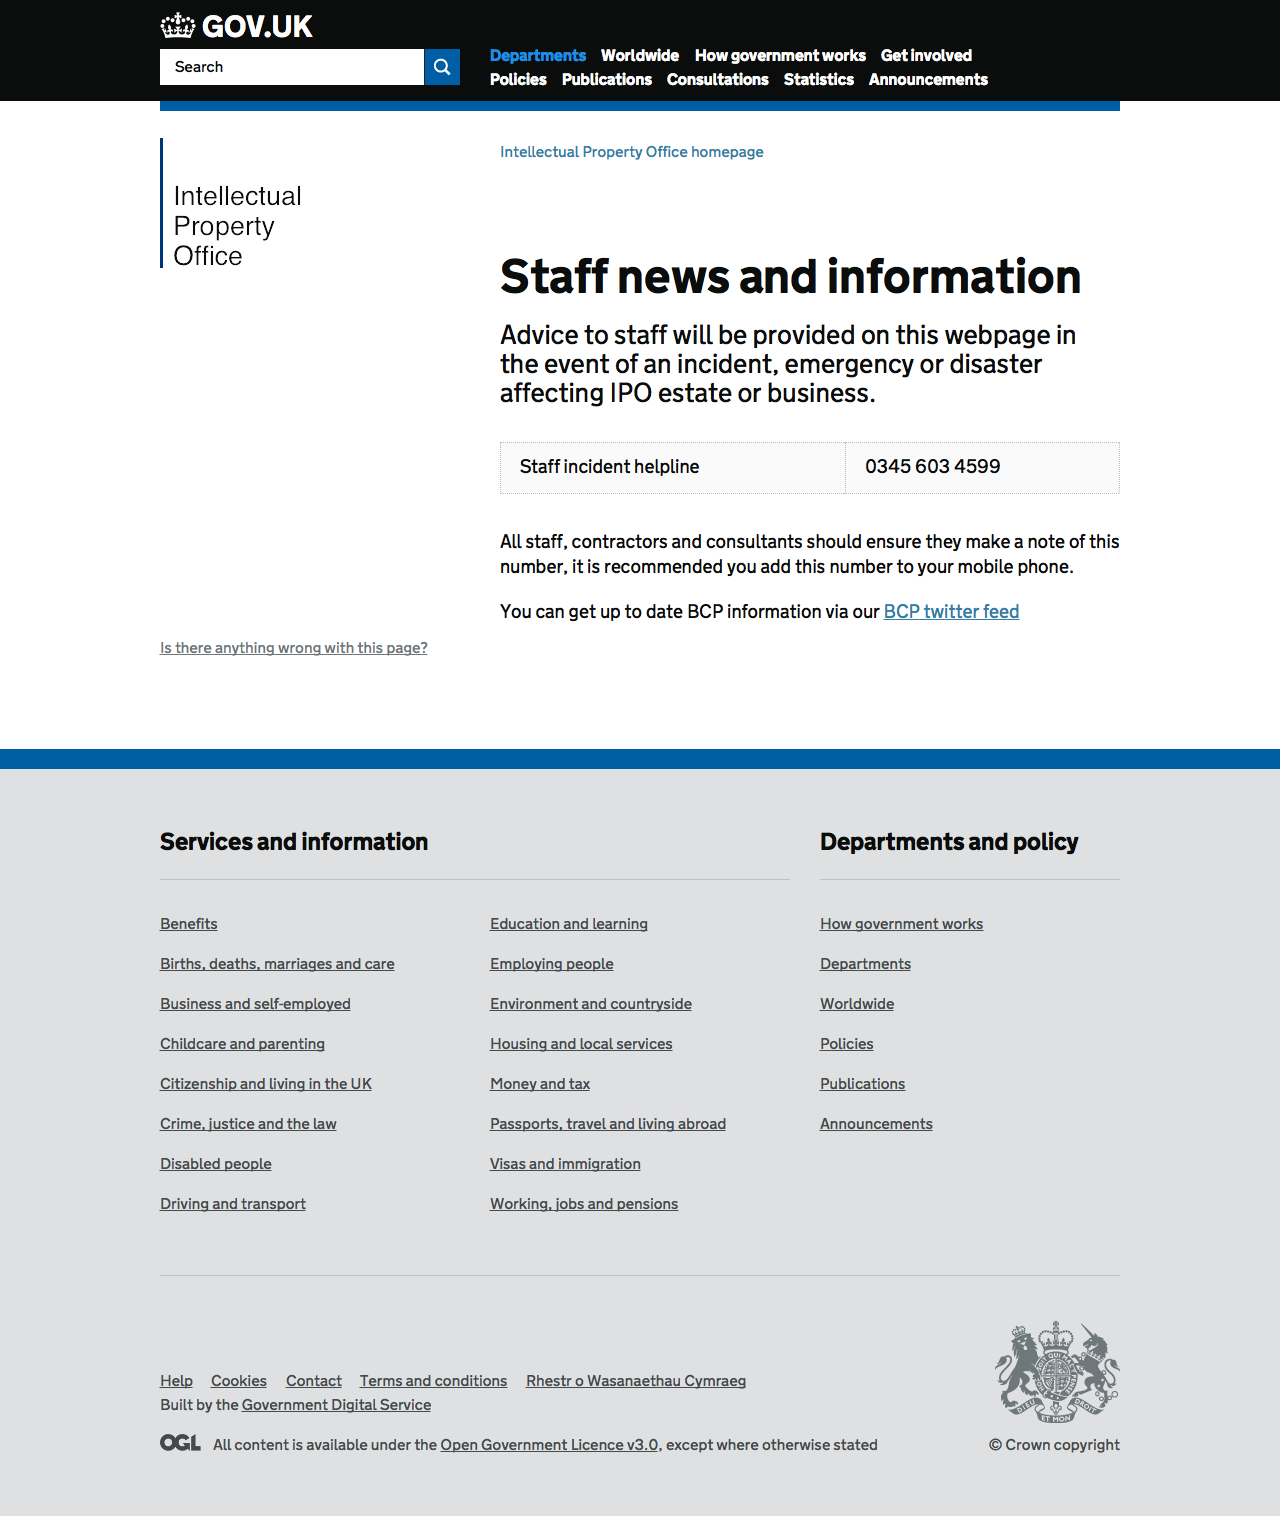 GOV.UK
Search
Departments Worldwide How government works Get involved
Policies Publications Consultations Statistics Announcements
Intellectual Property Office homepage
Intellectual
Property
Office
Staff news and information
Advice to staff will be provided on this webpage in
the event of an incident, emergency or disaster
affecting IPO estate or business.
Staff incident helpline 0345 603 4599
All staff, contractors and consultants should ensure they make a note of this
number, it is recommended you add this number to your mobile phone.
You can get up to date BCP information via our BCP twitter feed
Is there anything wrong with this page?
Services and information
Benefits
Births, deaths, marriages and care
Business and self-employed
Childcare and parenting
Citizenship and living in the UK
Crime, justice and the law
Disabled people
Driving and transport
Education and learning
Employing people
Environment and countryside
Housing and local services
Money and tax
Passports, travel and living abroad
Visas and immigration
Working, jobs and pensions
Departments and policy
How government works
Departments
Worldwide
Policies
Publications
Announcements
Help Cookies Contact Terms and conditions Rhestr o Wasanaethau Cymraeg
Built by the Government Digital Service
OGL All content is available under the Open Government Licence v3.0, except where otherwise stated
DIEU ET MON DROIT
© Crown copyright